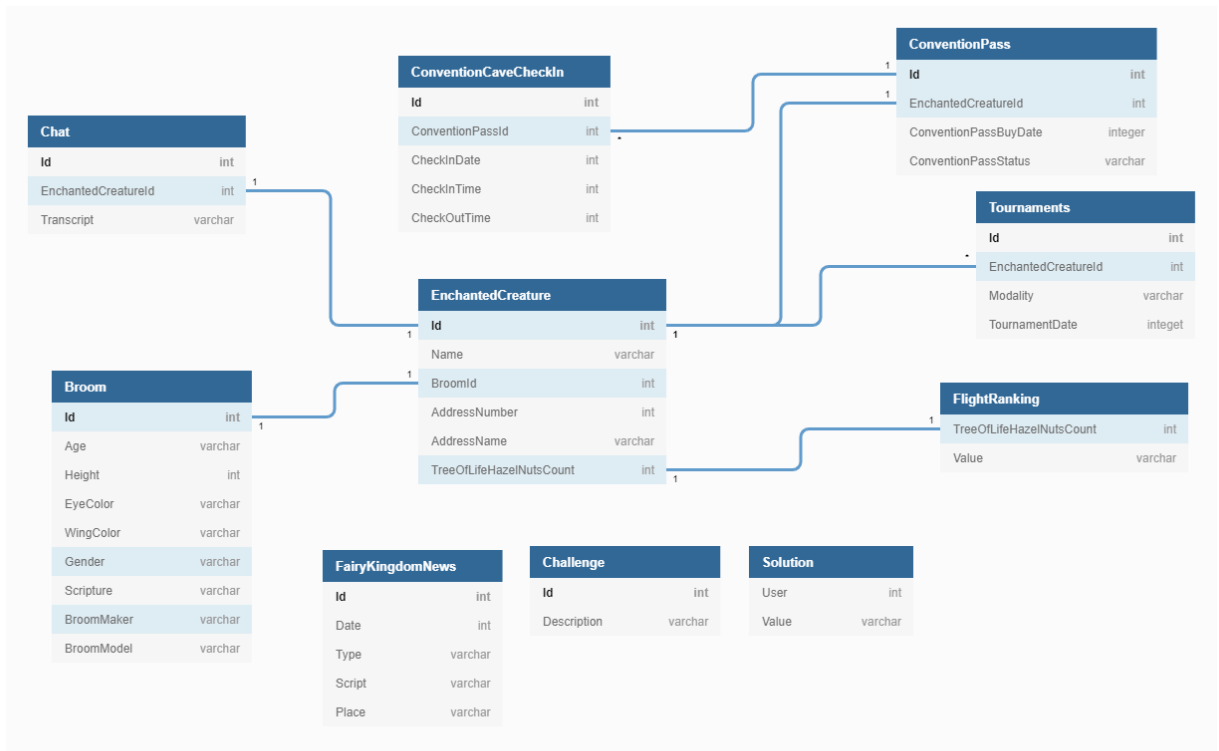 ConventionPass
Id int
EnchantedCreatureId int
ConventionPassBuyDate integer
ConventionPassStatus varchar
1
1
ConventionCaveCheckIn
Id int
ConventionPassId int
CheckInDate int
CheckInTime int
CheckOutTime int
*
Chat
Id int
EnchantedCreatureId int
Transcript varchar
1
Tournaments
Id int
EnchantedCreatureId int
Modality varchar
TournamentDate integet
*
EnchantedCreature
Id int
Name varchar
BroomId int
AddressNumber int
AddressName varchar
TreeOfLifeHazelNutsCount int
1
1
1
1
Broom
Id int
Age varchar
Height int
EyeColor varchar
WingColor varchar
Gender varchar
Scripture varchar
BroomMaker varchar
BroomModel varchar
1
FlightRanking
TreeOfLifeHazelNutsCount int
Value varchar
1
FairyKingdomNews
Id int
Date int
Type varchar
Script varchar
Place varchar
Challenge
Id int
Description varchar
Solution
User int
Value varchar